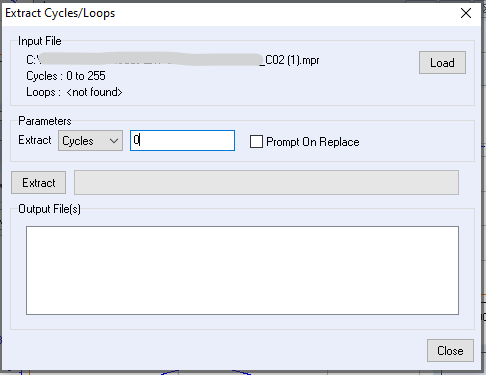 Extract Cycles/Loops
Input File
C:\
_C02 (1).mpr
Load
Cycles : 0 to 255
Loops : <not found>
Parameters
Extract Cycles 0 Prompt On Replace
Extract
Output File(s)
Close